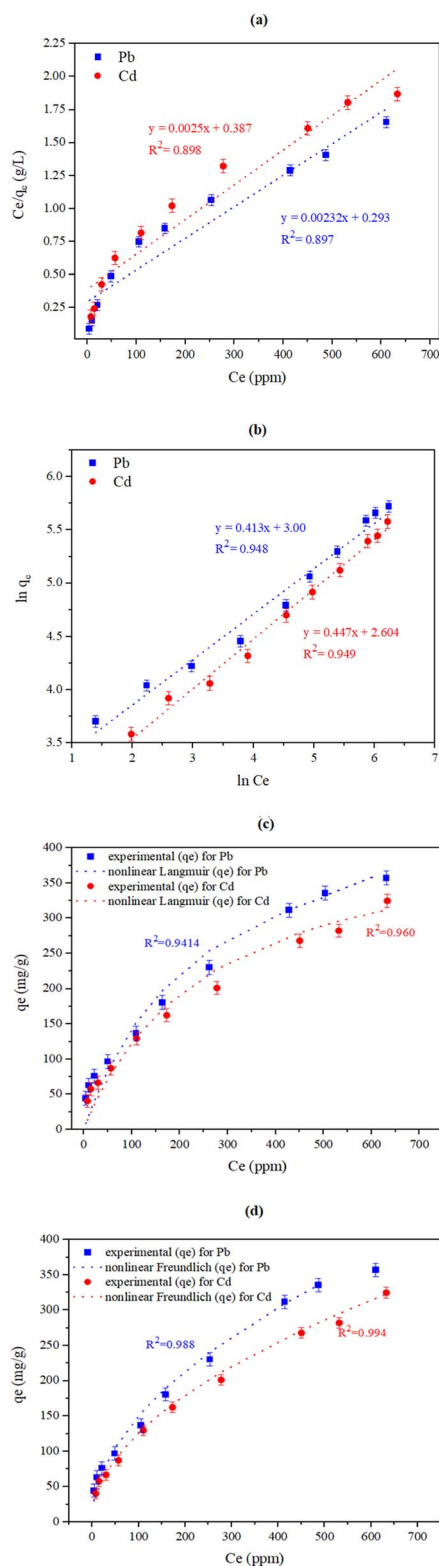 (a)
Pb
Cd
y = 0.0025x + 0.387
R²= 0.898
y = 0.00232x + 0.293
R²= 0.897
Ce/qe (g/L)
2.25
2.00
1.75
1.50
1.25
1.00
0.75
0.50
0.25
0 100 200 300 400 500 600 700
Ce (ppm)
(b)
Pb
Cd
y = 0.413x + 3.00
R²= 0.948
y = 0.447x + 2.604
R²= 0.949
ln qe
6.0
5.5
5.0
4.5
4.0
3.5
1 2 3 4 5 6 7
ln Ce
(c)
experimental (qe) for Pb
nonlinear Langmuir (qe) for Pb
experimental (qe) for Cd
nonlinear Langmuir (qe) for Cd
R²=0.9414
R²=0.960
qe (mg/g)
400
350
300
250
200
150
100
50
0
0 100 200 300 400 500 600 700
Ce (ppm)
(d)
experimental (qe) for Pb
nonlinear Freundlich (qe) for Pb
experimental (qe) for Cd
nonlinear Freundlich (qe) for Cd
R²=0.988
R²=0.994
qe (mg/g)
400
350
300
250
200
150
100
50
0
0 100 200 300 400 500 600 700
Ce (ppm)